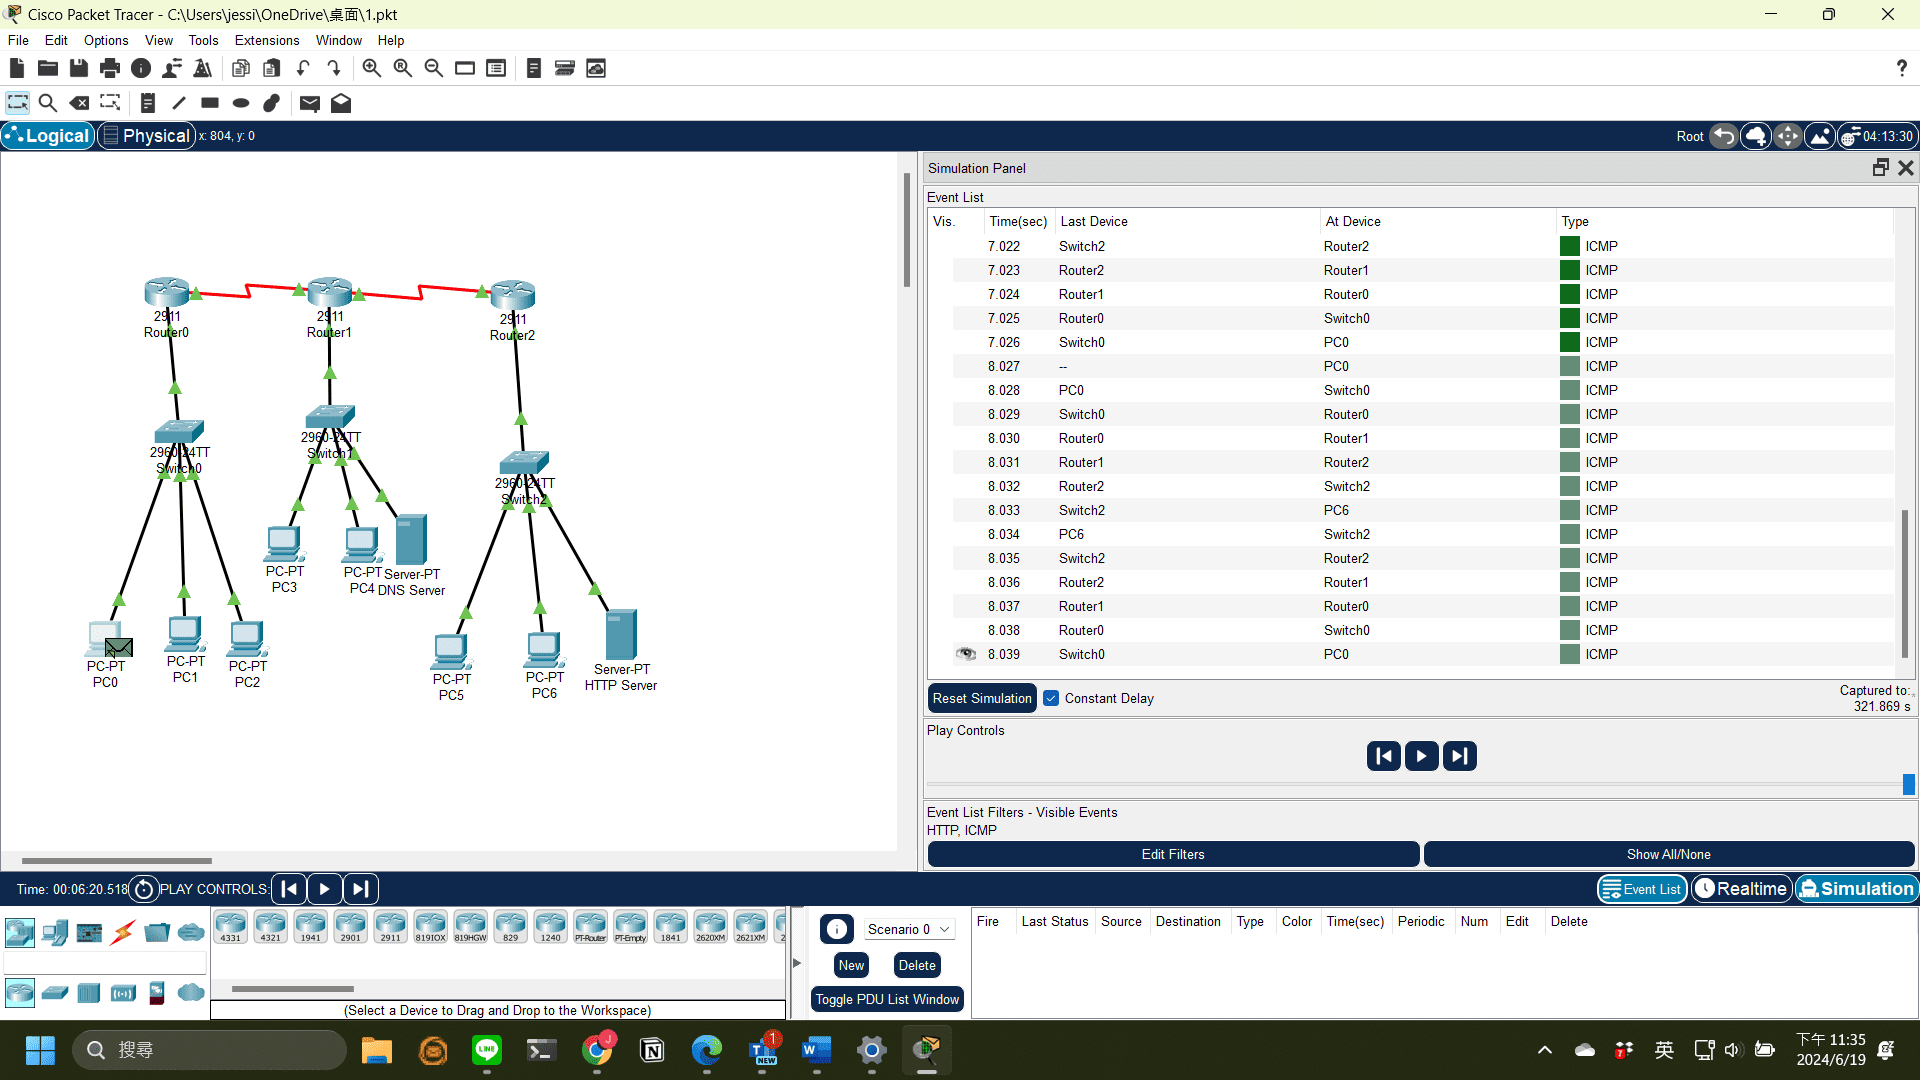 Cisco Packet Tracer - C:\Users\jessi\OneDrive\桌面\1.pkt
File Edit Options View Tools Extensions Window Help
Logical Physical x: 804, y: 0
Root 04:13:30
2911
Router0
2911
Router1
2911
Router2
2960-24TT
Switch0
2960-24TT
Switch1
2960-24TT
Switch2
PC-PT
PC3
PC-PT
PC4
Server-PT
DNS Server
PC-PT
PC0
PC-PT
PC1
PC-PT
PC2
PC-PT
PC5
PC-PT
PC6
Server-PT
HTTP Server
Simulation Panel
Event List
Vis. Time(sec) Last Device At Device Type
7.022 Switch2 Router2 ICMP
7.023 Router2 Router1 ICMP
7.024 Router1 Router0 ICMP
7.025 Router0 Switch0 ICMP
7.026 Switch0 PC0 ICMP
8.027 -- PC0 ICMP
8.028 PC0 Switch0 ICMP
8.029 Switch0 Router0 ICMP
8.030 Router0 Router1 ICMP
8.031 Router1 Router2 ICMP
8.032 Router2 Switch2 ICMP
8.033 Switch2 PC6 ICMP
8.034 PC6 Switch2 ICMP
8.035 Switch2 Router2 ICMP
8.036 Router2 Router1 ICMP
8.037 Router1 Router0 ICMP
8.038 Router0 Switch0 ICMP
8.039 Switch0 PC0 ICMP
Reset Simulation Constant Delay
Captured to:
321.869 s
Play Controls
Event List Filters - Visible Events
HTTP, ICMP
Edit Filters Show All/None
Time: 00:06:20.518 PLAY CONTROLS:
Event List Realtime Simulation
4331 4321 1941 2901 2911 819IOX 819HGW 829 1240 PT-Router PT-Empty 1841 2620XM 2621XM 2
(Select a Device to Drag and Drop to the Workspace)
Scenario 0
New Delete
Toggle PDU List Window
Fire Last Status Source Destination Type Color Time(sec) Periodic Num Edit Delete
搜尋
LINE
J
1
NEW
7
英
下午 11:35
2024/6/19